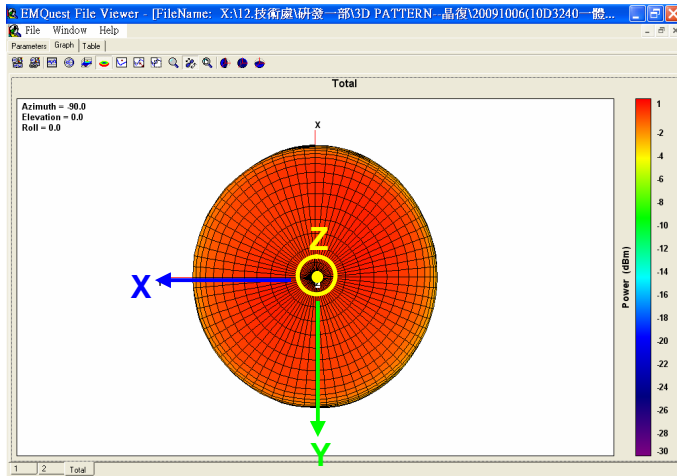 EMQuest File Viewer - [FileName: X:\12.技術處\研發一部\3D PATTERN--晶復\20091006(10D3240一體...
File Window Help
Parameters Graph Table
Total
Azimuth = -90.0
Elevation = 0.0
Roll = 0.0
X
Z
X
Y
1
-2
-4
-6
-8
-10
-12
-14
-16
-18
-20
-22
-24
-26
-28
-30
Power (dBm)
1 2 Total